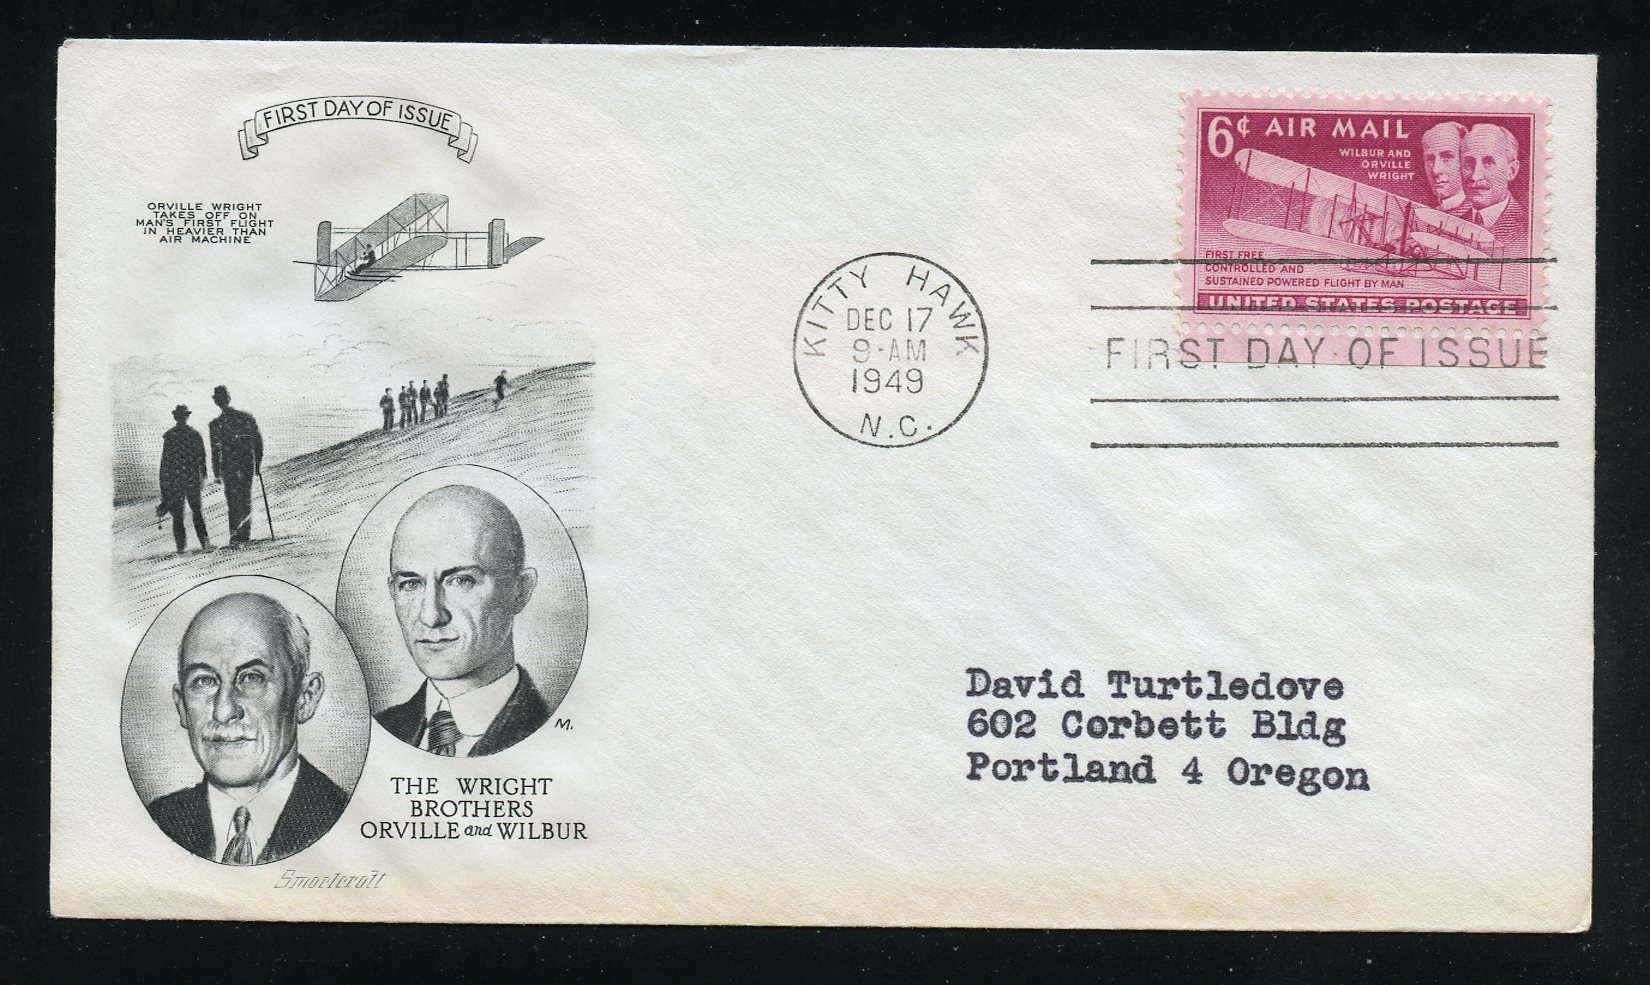 FIRST DAY OF ISSUE
ORVILLE WRIGHT
TAKES OFF ON
MAN'S FIRST FLIGHT
IN HEAVIER THAN
AIR MACHINE
M.
THE WRIGHT
BROTHERS
ORVILLE and WILBUR
Smartcraft
KITTY HAWK
DEC 17
9-AM
1949
N.C.
6¢ AIR MAIL
WILBUR AND
ORVILLE
WRIGHT
FIRST FREE
CONTROLLED AND
SUSTAINED POWERED FLIGHT BY MAN
UNITED STATES POSTAGE
FIRST DAY OF ISSUE
David Turtledove
602 Corbett Bldg
Portland 4 Oregon